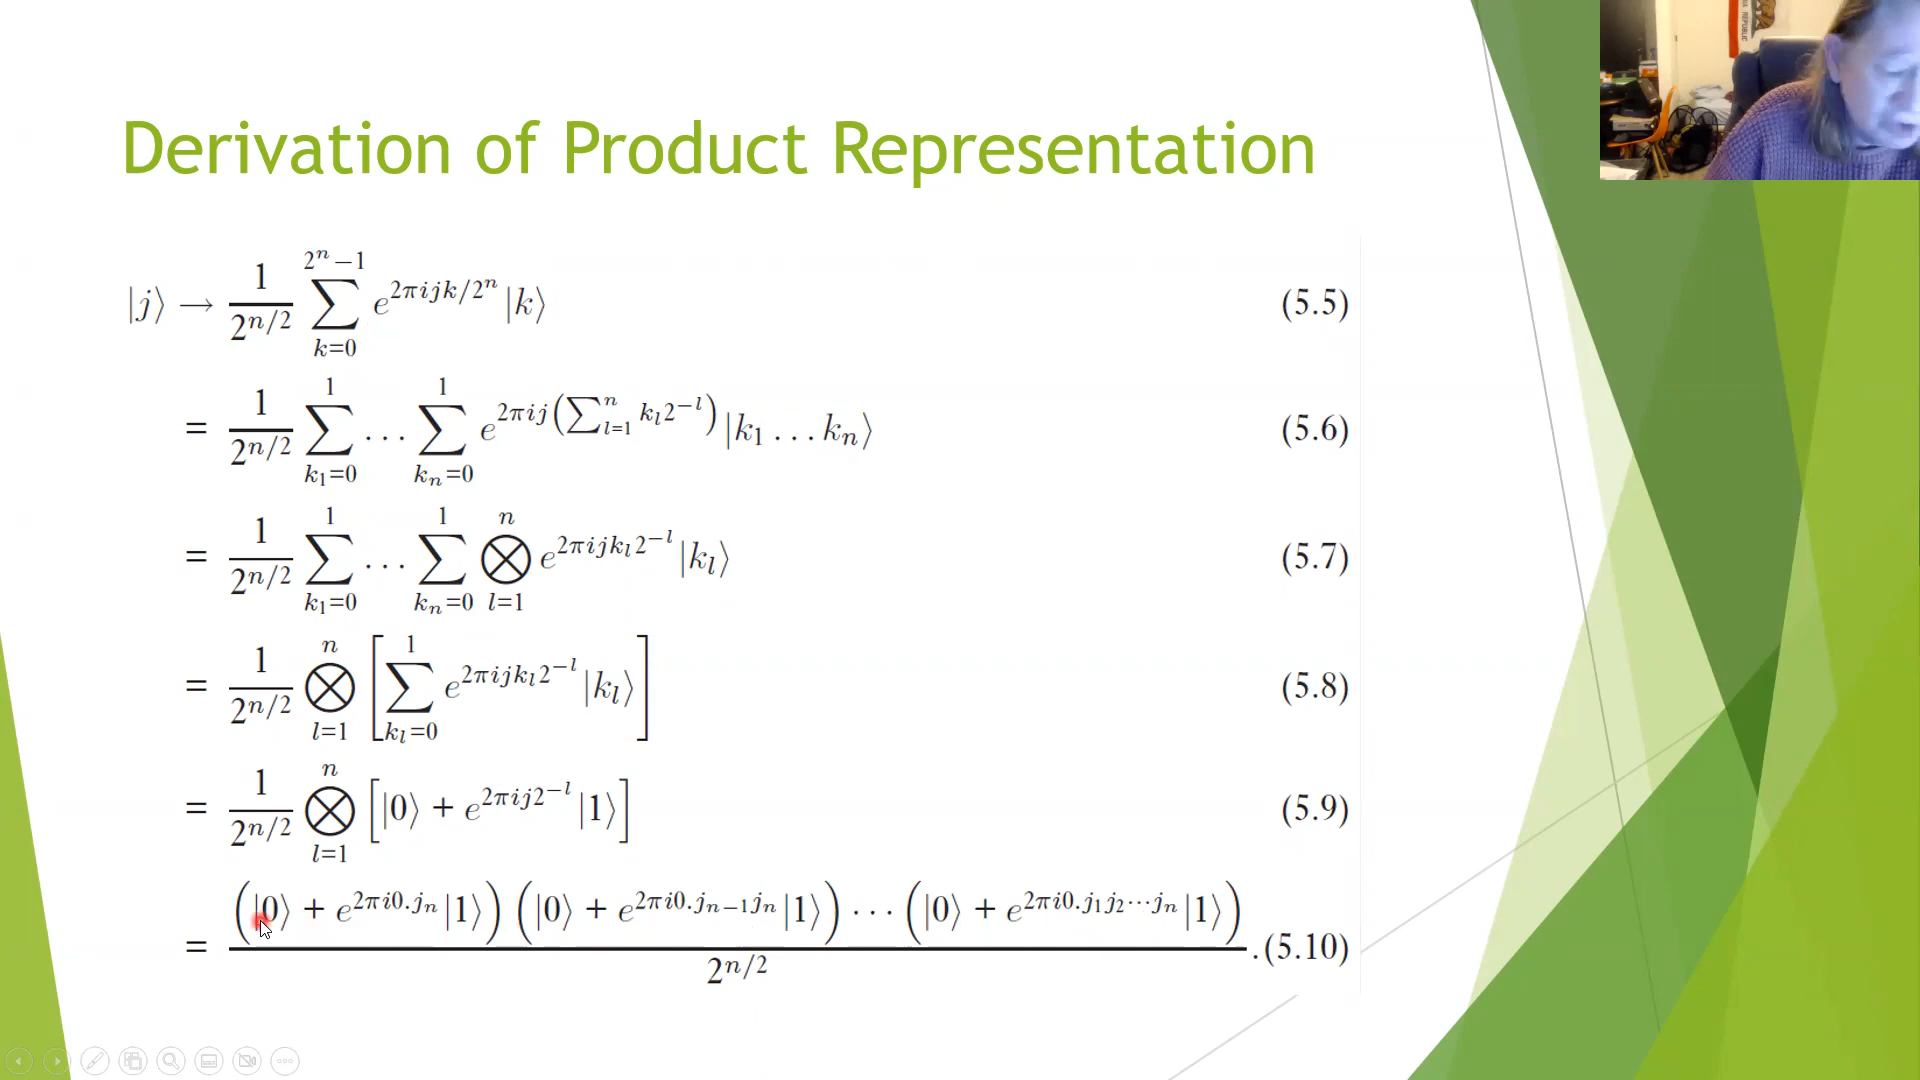 Derivation of Product Representation
|j⟩ → 1/2^{n/2} ∑_{k=0}^{2^n−1} e^{2πijk/2^n} |k⟩ (5.5)
= 1/2^{n/2} ∑_{k_1=0}^{1} … ∑_{k_n=0}^{1} e^{2πij(∑_{l=1}^{n} k_l 2^{−l})} |k_1 … k_n⟩ (5.6)
= 1/2^{n/2} ∑_{k_1=0}^{1} … ∑_{k_n=0}^{1} ⊗_{l=1}^{n} e^{2πijk_l 2^{−l}} |k_l⟩ (5.7)
= 1/2^{n/2} ⊗_{l=1}^{n} [∑_{k_l=0}^{1} e^{2πijk_l 2^{−l}} |k_l⟩] (5.8)
= 1/2^{n/2} ⊗_{l=1}^{n} [|0⟩ + e^{2πij2^{−l}} |1⟩] (5.9)
= (|0⟩ + e^{2πi0.j_n} |1⟩) (|0⟩ + e^{2πi0.j_{n−1}j_n} |1⟩) ⋯ (|0⟩ + e^{2πi0.j_1j_2⋯j_n} |1⟩) / 2^{n/2} . (5.10)
REPUBLIC